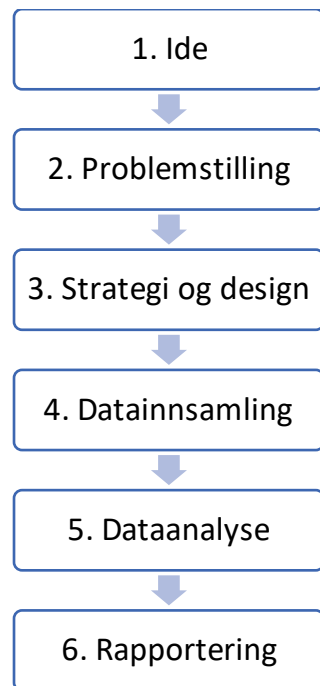 1. Ide
2. Problemstilling
3. Strategi og design
4. Datainnsamling
5. Dataanalyse
6. Rapportering